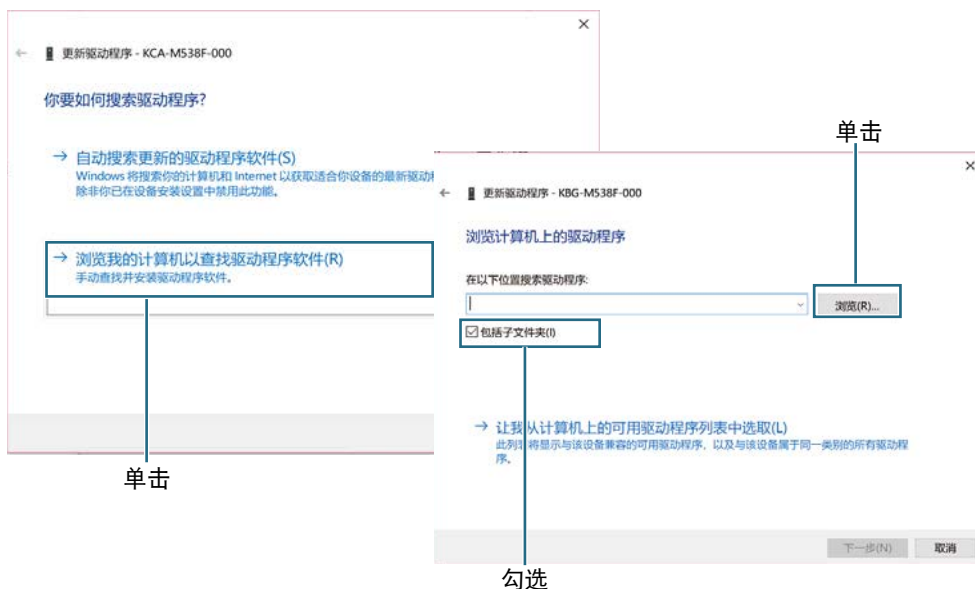 更新驱动程序 - KCA-M538F-000
你要如何搜索驱动程序?
→ 自动搜索更新的驱动程序软件(S)
Windows 将搜索你的计算机和 Internet 以获取适合你设备的最新驱动
除非你已在设备安装设置中禁用此功能。
→ 浏览我的计算机以查找驱动程序软件(R)
手动查找并安装驱动程序软件。
单击
单击
更新驱动程序 - KBG-M538F-000
浏览计算机上的驱动程序
在以下位置搜索驱动程序:
浏览(R)...
包括子文件夹(I)
→ 让我从计算机上的可用驱动程序列表中选取(L)
此列将显示与该设备兼容的可用驱动程序,以及与该设备属于同一类别的所有驱动程
序。
下一步(N) 取消
勾选